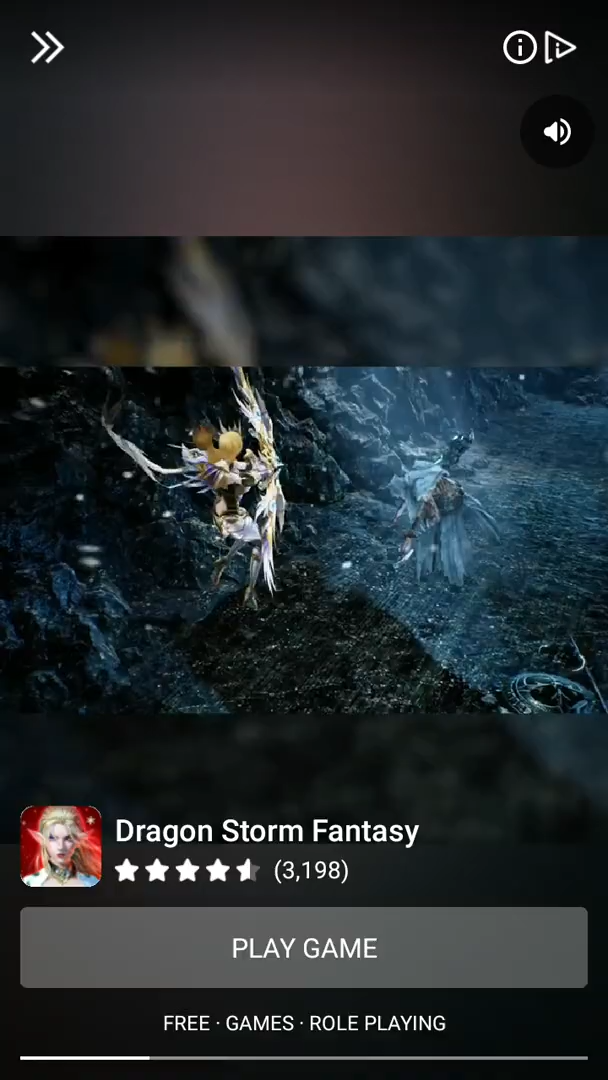 Dragon Storm Fantasy
(3,198)
PLAY GAME
FREE · GAMES · ROLE PLAYING